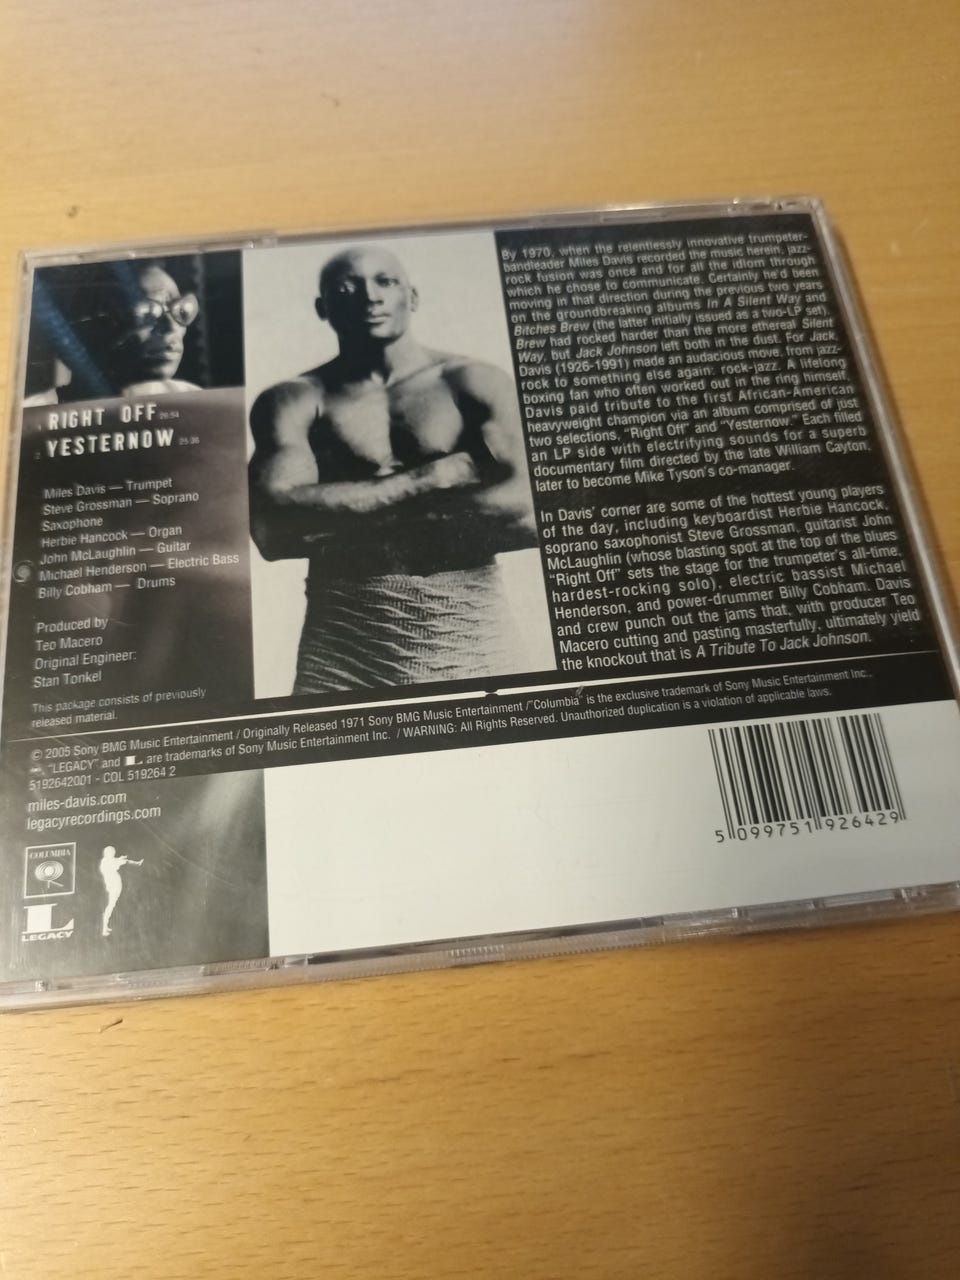 1 RIGHT OFF 26:54
2 YESTERNOW 25:36
Miles Davis — Trumpet
Steve Grossman — Soprano
Saxophone
Herbie Hancock — Organ
John McLaughlin — Guitar
Michael Henderson — Electric Bass
Billy Cobham — Drums
Produced by
Teo Macero
Original Engineer:
Stan Tonkel
This package consists of previously
released material.
By 1970, when the relentlessly innovative trumpeter-
bandleader Miles Davis recorded the music herein, jazz-
rock fusion was once and for all the idiom through
which he chose to communicate. Certainly he'd been
moving in that direction during the previous two years
on the groundbreaking albums In A Silent Way and
Bitches Brew (the latter initially issued as a two-LP set).
Brew had rocked harder than the more ethereal Silent
Way, but Jack Johnson left both in the dust. For Jack,
Davis (1926-1991) made an audacious move, from jazz-
rock to something else again: rock-jazz. A lifelong
boxing fan who often worked out in the ring himself,
Davis paid tribute to the first African-American
heavyweight champion via an album comprised of just
two selections, "Right Off" and "Yesternow." Each filled
an LP side with electrifying sounds for a superb
documentary film directed by the late William Cayton,
later to become Mike Tyson's co-manager.
In Davis' corner are some of the hottest young players
of the day, including keyboardist Herbie Hancock,
soprano saxophonist Steve Grossman, guitarist John
McLaughlin (whose blasting spot at the top of the blues
"Right Off" sets the stage for the trumpeter's all-time,
hardest-rocking solo), electric bassist Michael
Henderson, and power-drummer Billy Cobham. Davis
and crew punch out the jams that, with producer Teo
Macero cutting and pasting masterfully, ultimately yield
the knockout that is A Tribute To Jack Johnson.
© 2005 Sony BMG Music Entertainment / Originally Released 1971 Sony BMG Music Entertainment /"Columbia" is the exclusive trademark of Sony Music Entertainment Inc.,
"LEGACY" and L are trademarks of Sony Music Entertainment Inc. / WARNING: All Rights Reserved. Unauthorized duplication is a violation of applicable laws.
5192642001 - COL 519264 2
miles-davis.com
legacyrecordings.com
COLUMBIA
L
LEGACY
5 099751 926429